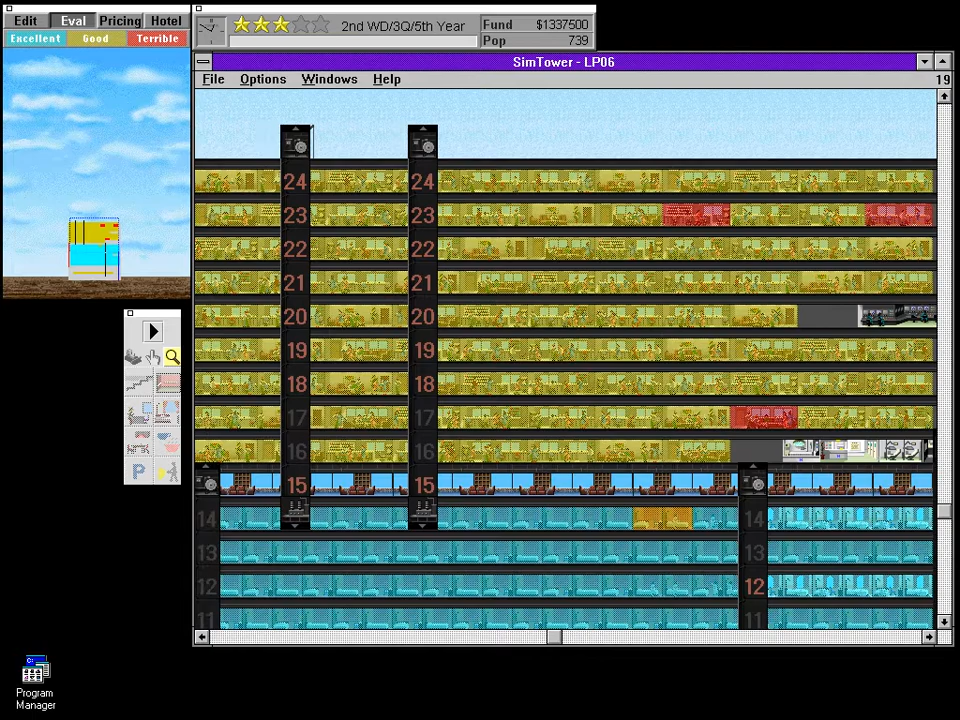 Edit Eval Pricing Hotel
Excellent Good Terrible
2nd WD/3Q/5th Year
Fund $1337500
Pop 739
SimTower - LP06
File Options Windows Help
19
24 24
23 23
22 22
21 21
20 20
19 19
18 18
17 17
16 16
15 15
14 14
13 13
12 12
11 11
P
Program
Manager